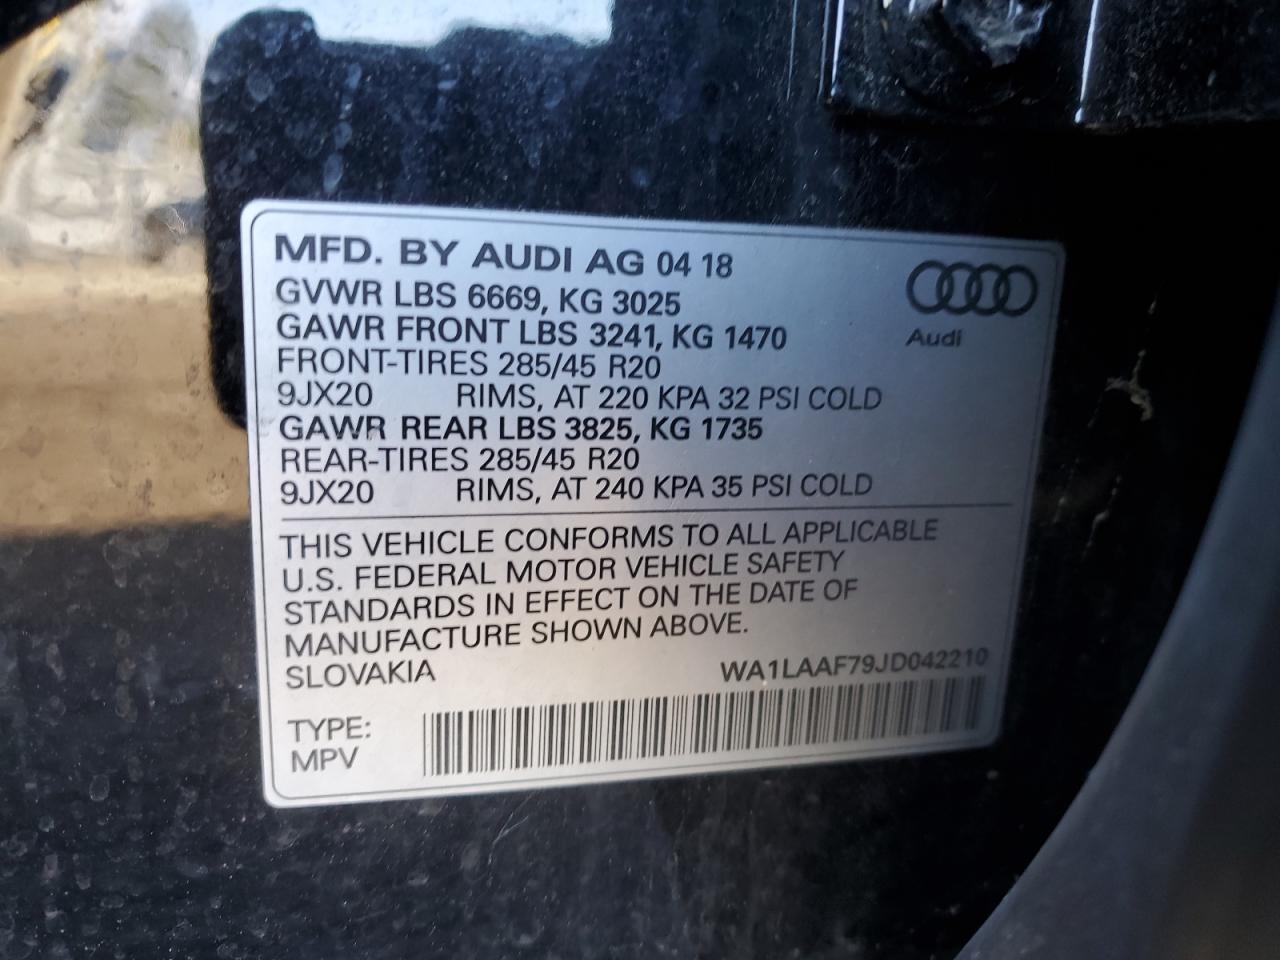 MFD. BY AUDI AG 04 18
GVWR LBS 6669, KG 3025
GAWR FRONT LBS 3241, KG 1470
Audi
FRONT-TIRES 285/45 R20
9JX20 RIMS, AT 220 KPA 32 PSI COLD
GAWR REAR LBS 3825, KG 1735
REAR-TIRES 285/45 R20
9JX20 RIMS, AT 240 KPA 35 PSI COLD
THIS VEHICLE CONFORMS TO ALL APPLICABLE
U.S. FEDERAL MOTOR VEHICLE SAFETY
STANDARDS IN EFFECT ON THE DATE OF
MANUFACTURE SHOWN ABOVE.
SLOVAKIA WA1LAAF79JD042210
TYPE:
MPV